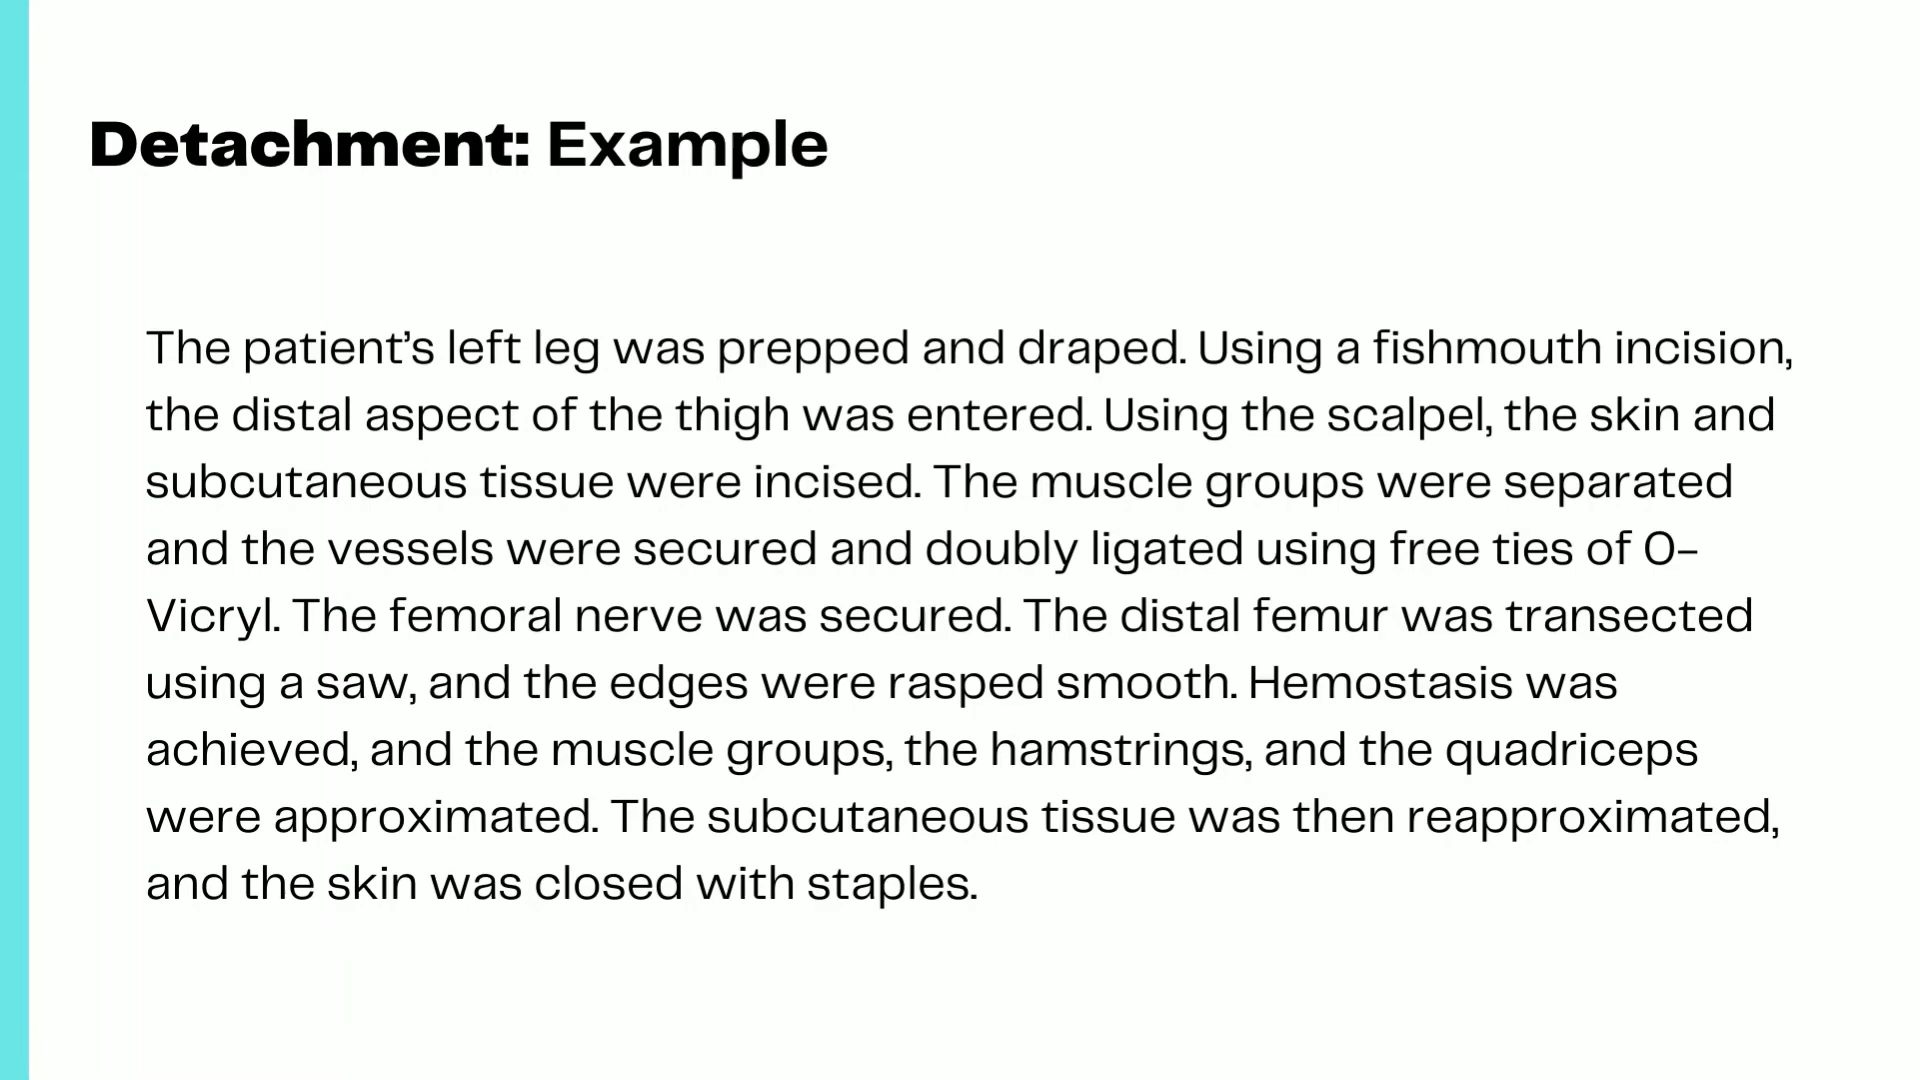 Detachment: Example
The patient’s left leg was prepped and draped. Using a fishmouth incision,
the distal aspect of the thigh was entered. Using the scalpel, the skin and
subcutaneous tissue were incised. The muscle groups were separated
and the vessels were secured and doubly ligated using free ties of O-
Vicryl. The femoral nerve was secured. The distal femur was transected
using a saw, and the edges were rasped smooth. Hemostasis was
achieved, and the muscle groups, the hamstrings, and the quadriceps
were approximated. The subcutaneous tissue was then reapproximated,
and the skin was closed with staples.